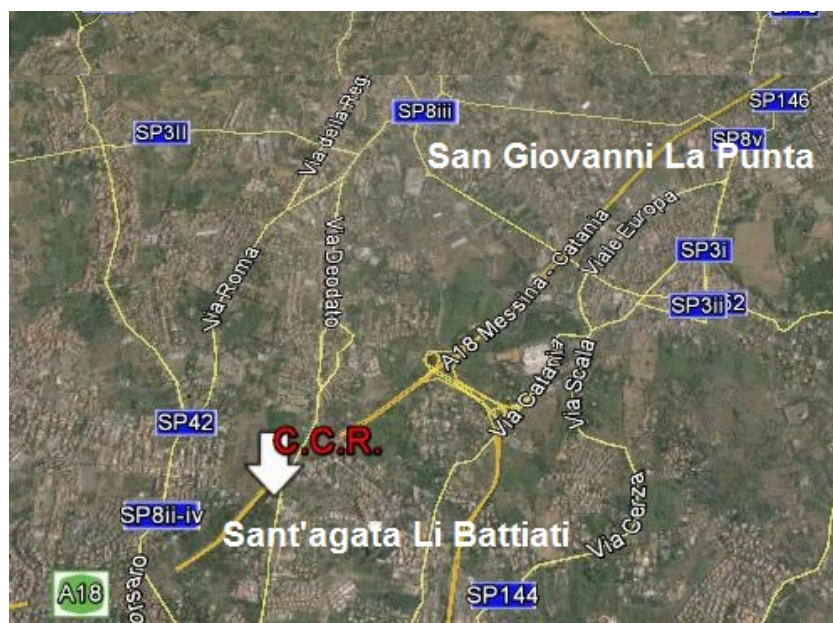 SP146
SP8iii
SP3II
Via della Reg
SP8v
San Giovanni La Punta
Viale Europa
Via Deodato
SP3i
Via Roma
A18 Messina - Catania
SP3ii
52
Via Catania
Via Scala
SP42
C.C.R.
Via Cerza
SP8ii-iv
Sant'agata Li Battiati
A18
orsaro
SP144